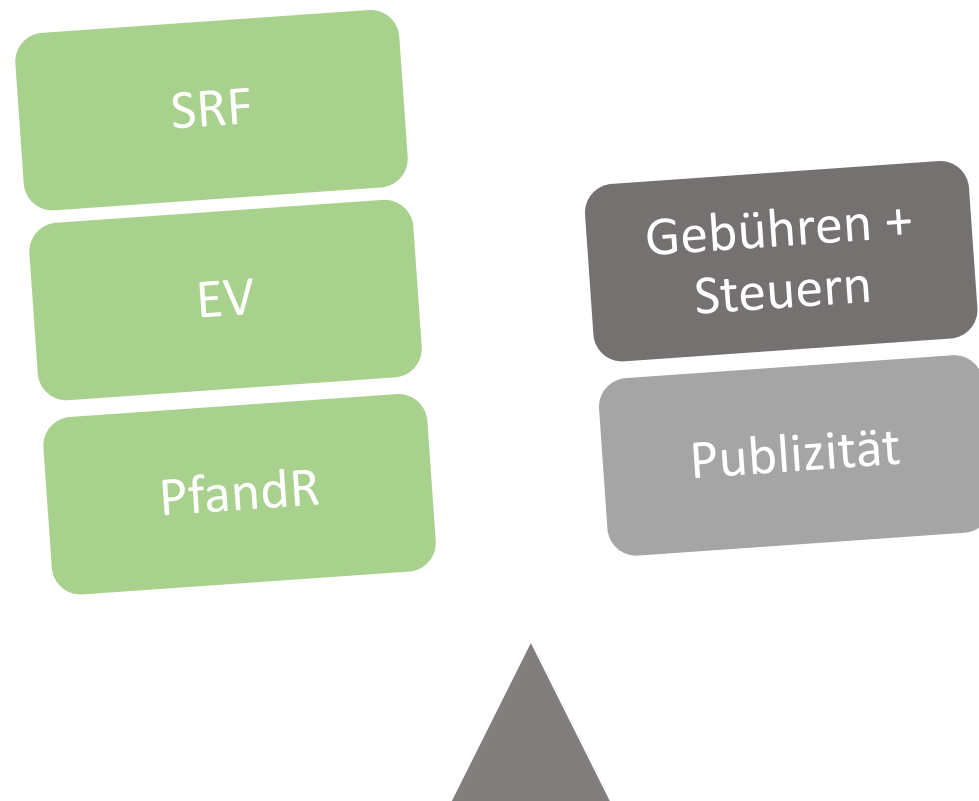 SRF
EV
PfandR
Gebühren +
Steuern
Publizität